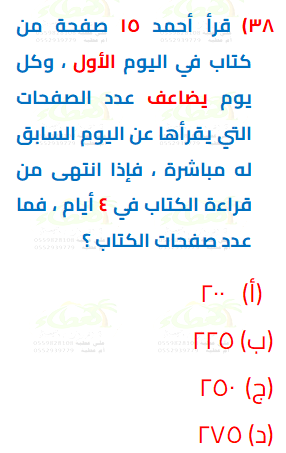 ٣٨) قرأ أحمد ١٥ صفحة من
كتاب في اليوم الأول ، وكل
يوم يضاعف عدد الصفحات
التي يقرأها عن اليوم السابق
له مباشرة ، فإذا انتهى من
قراءة الكتاب في ٤ أيام ، فما
عدد صفحات الكتاب ؟
(أ) ٢٠٠
(ب) ٢٢٥
(ج) ٢٥٠
(د) ٢٧٥